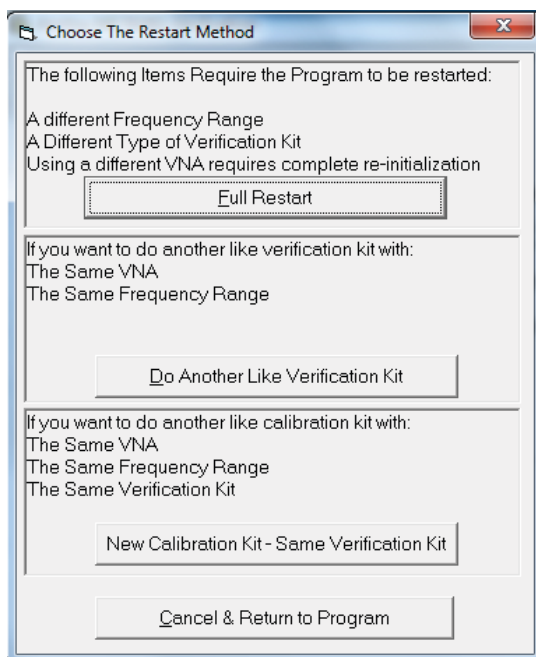 Choose The Restart Method
The following Items Require the Program to be restarted:
A different Frequency Range
A Different Type of Verification Kit
Using a different VNA requires complete re-initialization
Full Restart
If you want to do another like verification kit with:
The Same VNA
The Same Frequency Range
Do Another Like Verification Kit
If you want to do another like calibration kit with:
The Same VNA
The Same Frequency Range
The Same Verification Kit
New Calibration Kit - Same Verification Kit
Cancel & Return to Program